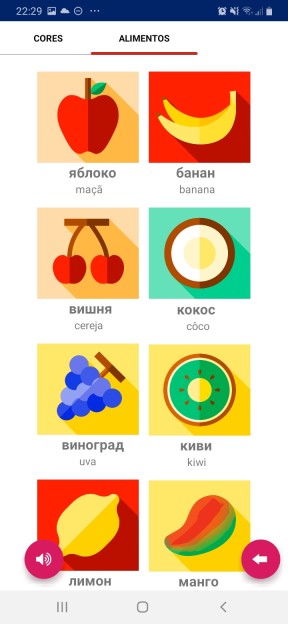 22:29
CORES ALIMENTOS
яблоко банан
maçã banana
вишня кокос
cereja côco
виноград киви
uva kiwi
лимон манго